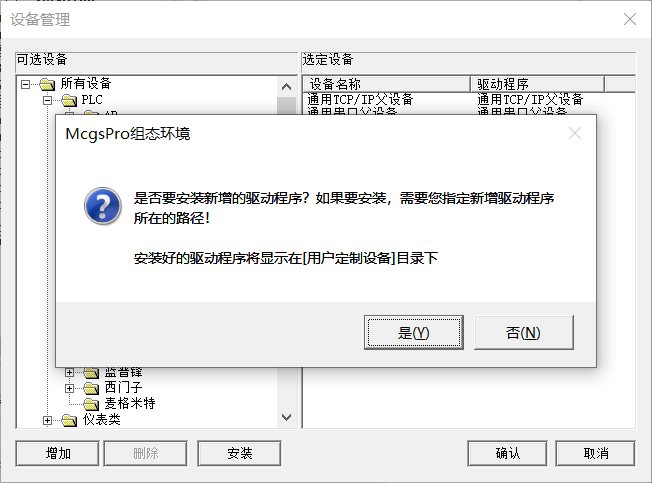 设备管理
可选设备
选定设备
所有设备
PLC
设备名称
驱动程序
通用TCP/IP父设备
通用TCP/IP父设备
通用串口父设备
通用串口父设备
McgsPro组态环境
是否要安装新增的驱动程序？如果要安装，需要您指定新增驱动程序
所在的路径！
安装好的驱动程序将显示在[用户定制设备]目录下
是(Y)
否(N)
监普锋
西门子
麦格米特
仪表类
增加
删除
安装
确认
取消